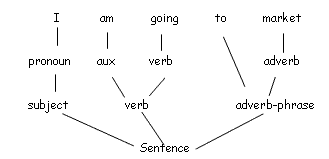 I am going to market
pronoun aux verb adverb
subject verb adverb-phrase
Sentence